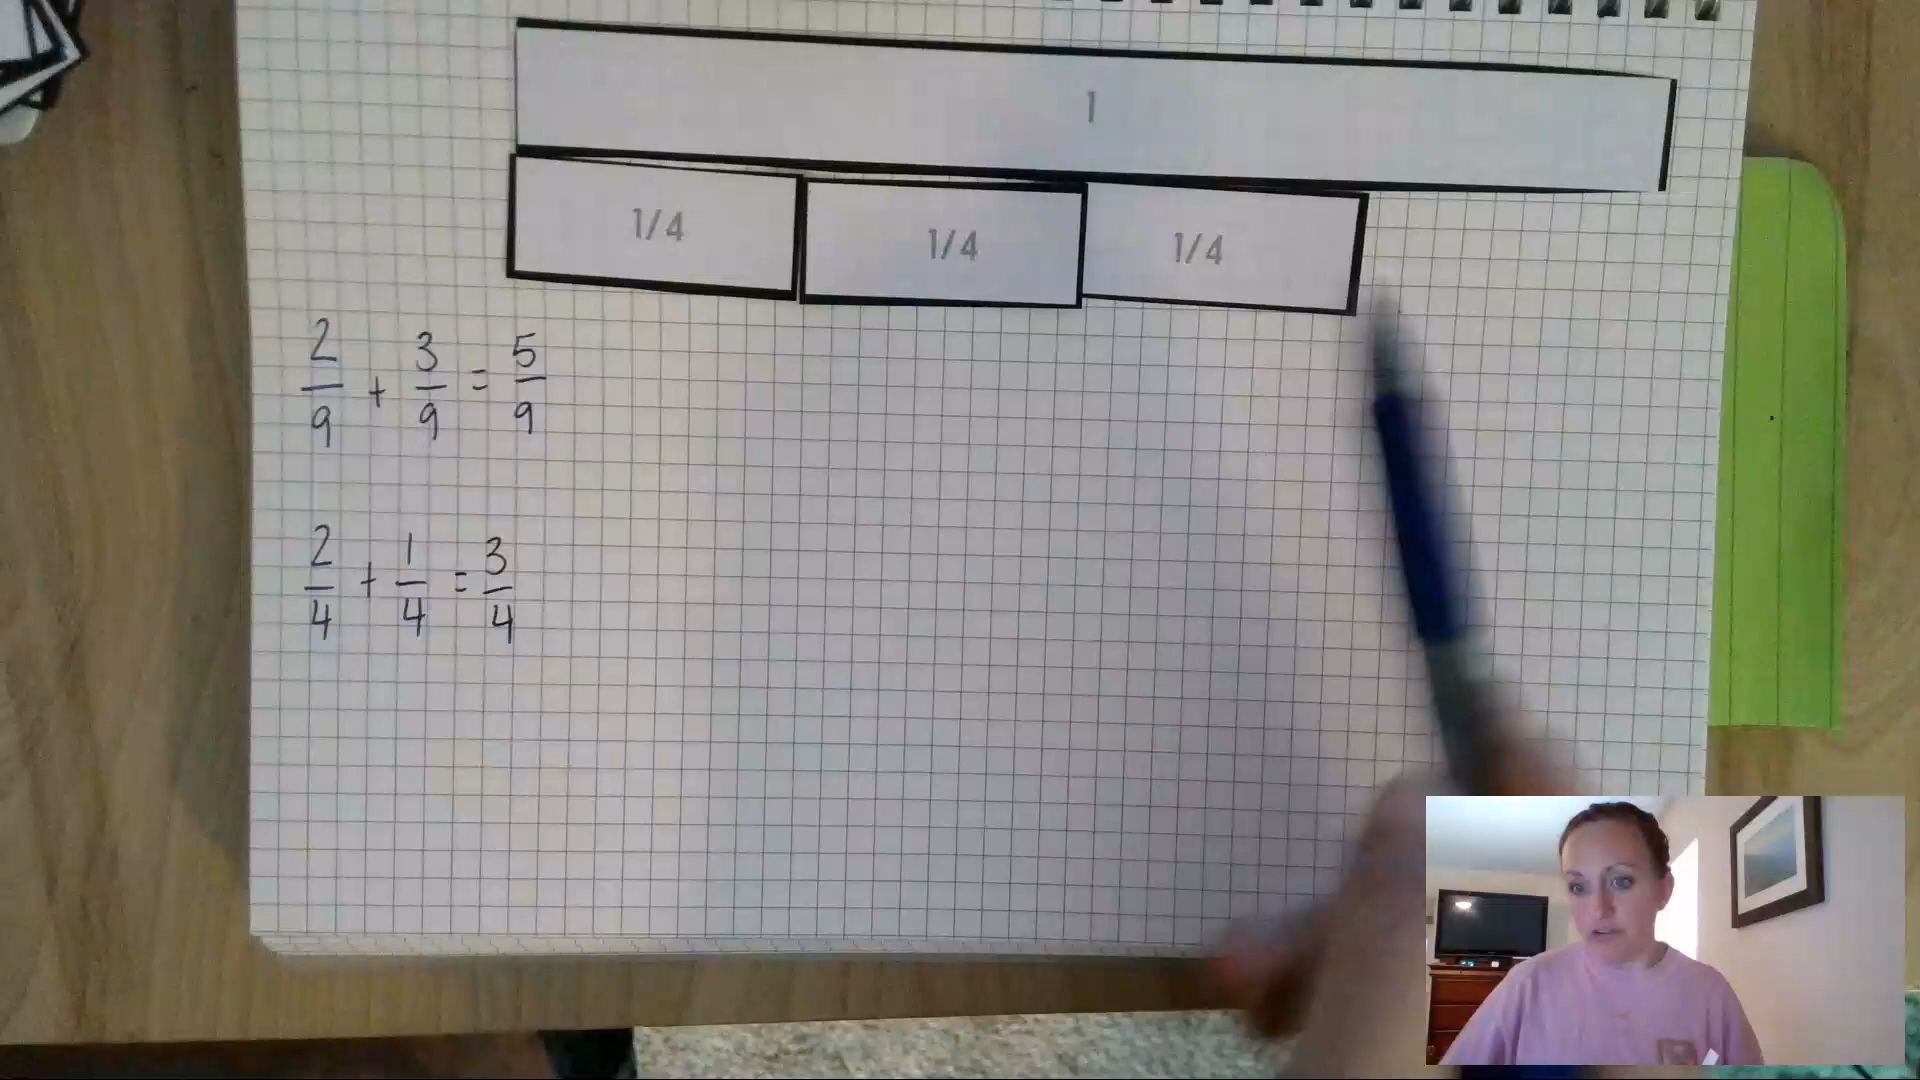 1
1/4 1/4 1/4
2/9 + 3/9 = 5/9
2/4 + 1/4 = 3/4